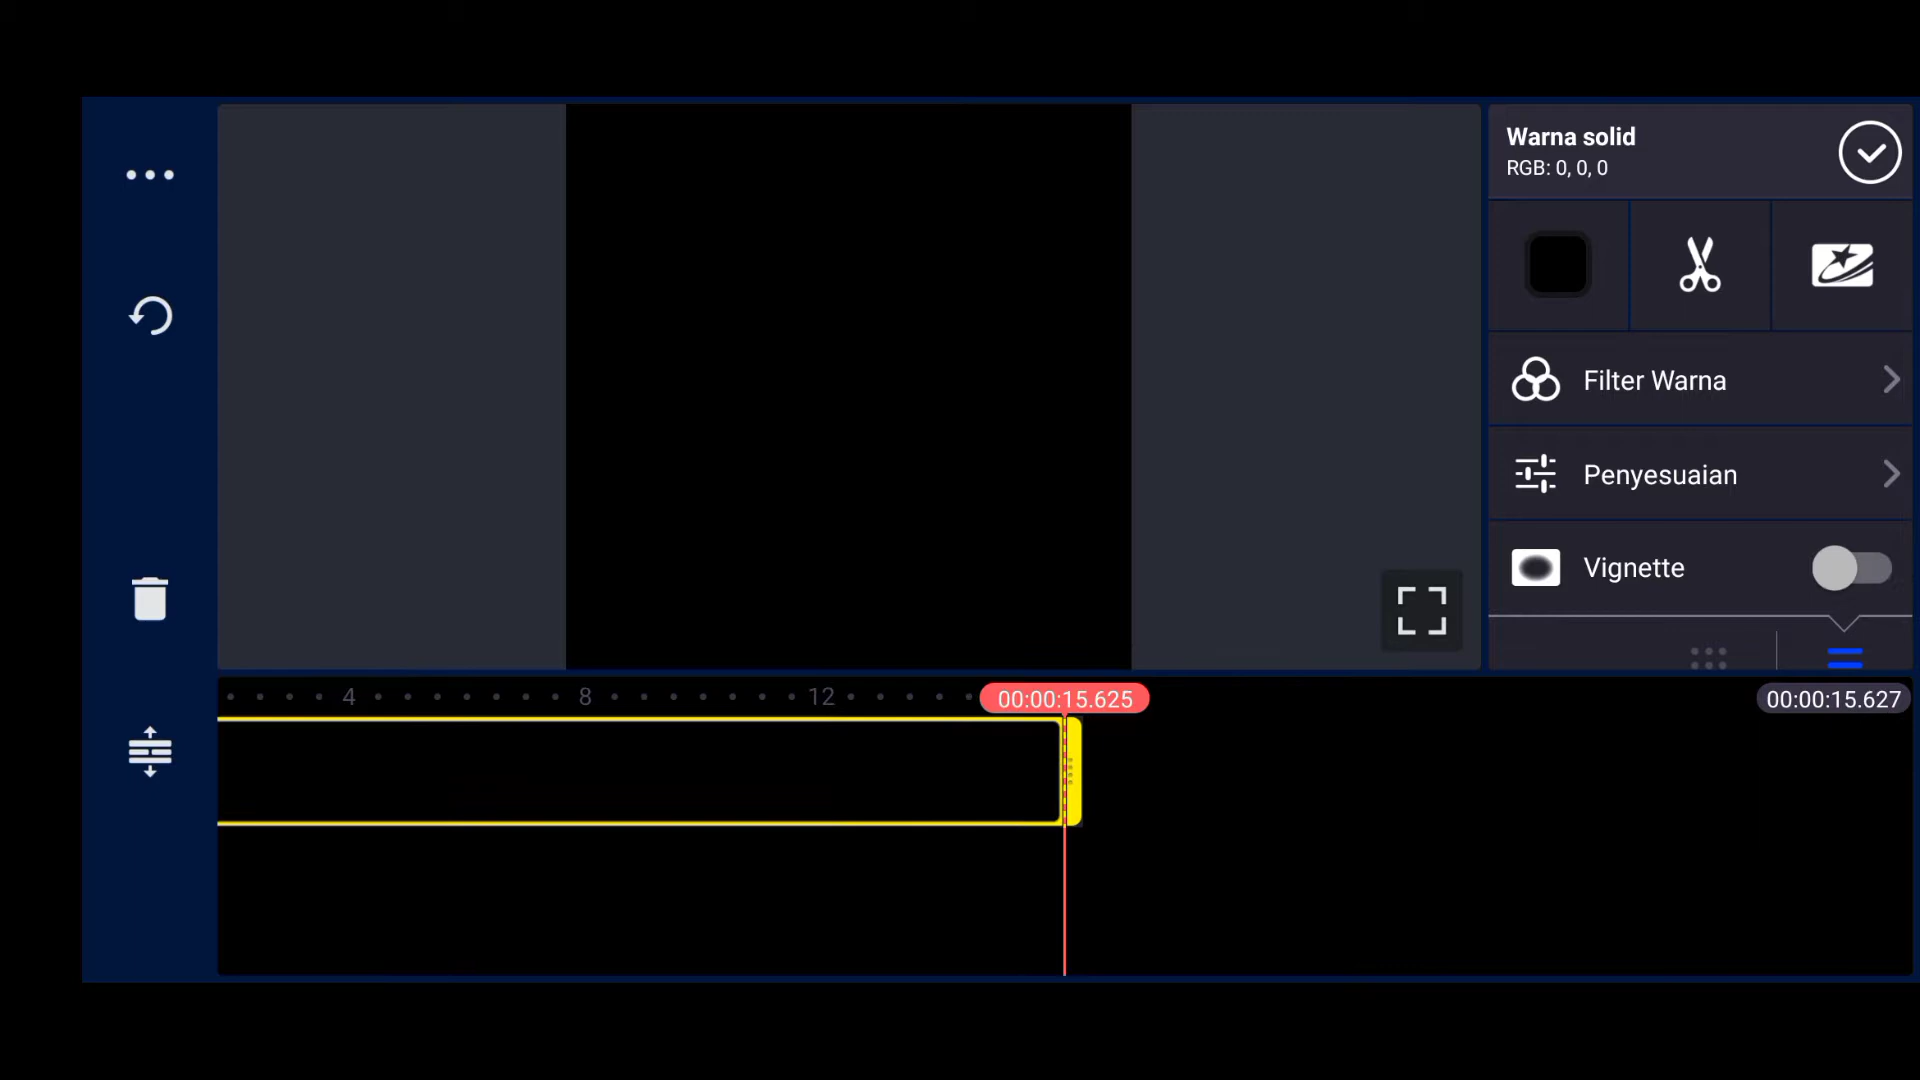 Warna solid
RGB: 0, 0, 0
Filter Warna
Penyesuaian
Vignette
4 8 12 00:00:15.625 00:00:15.627